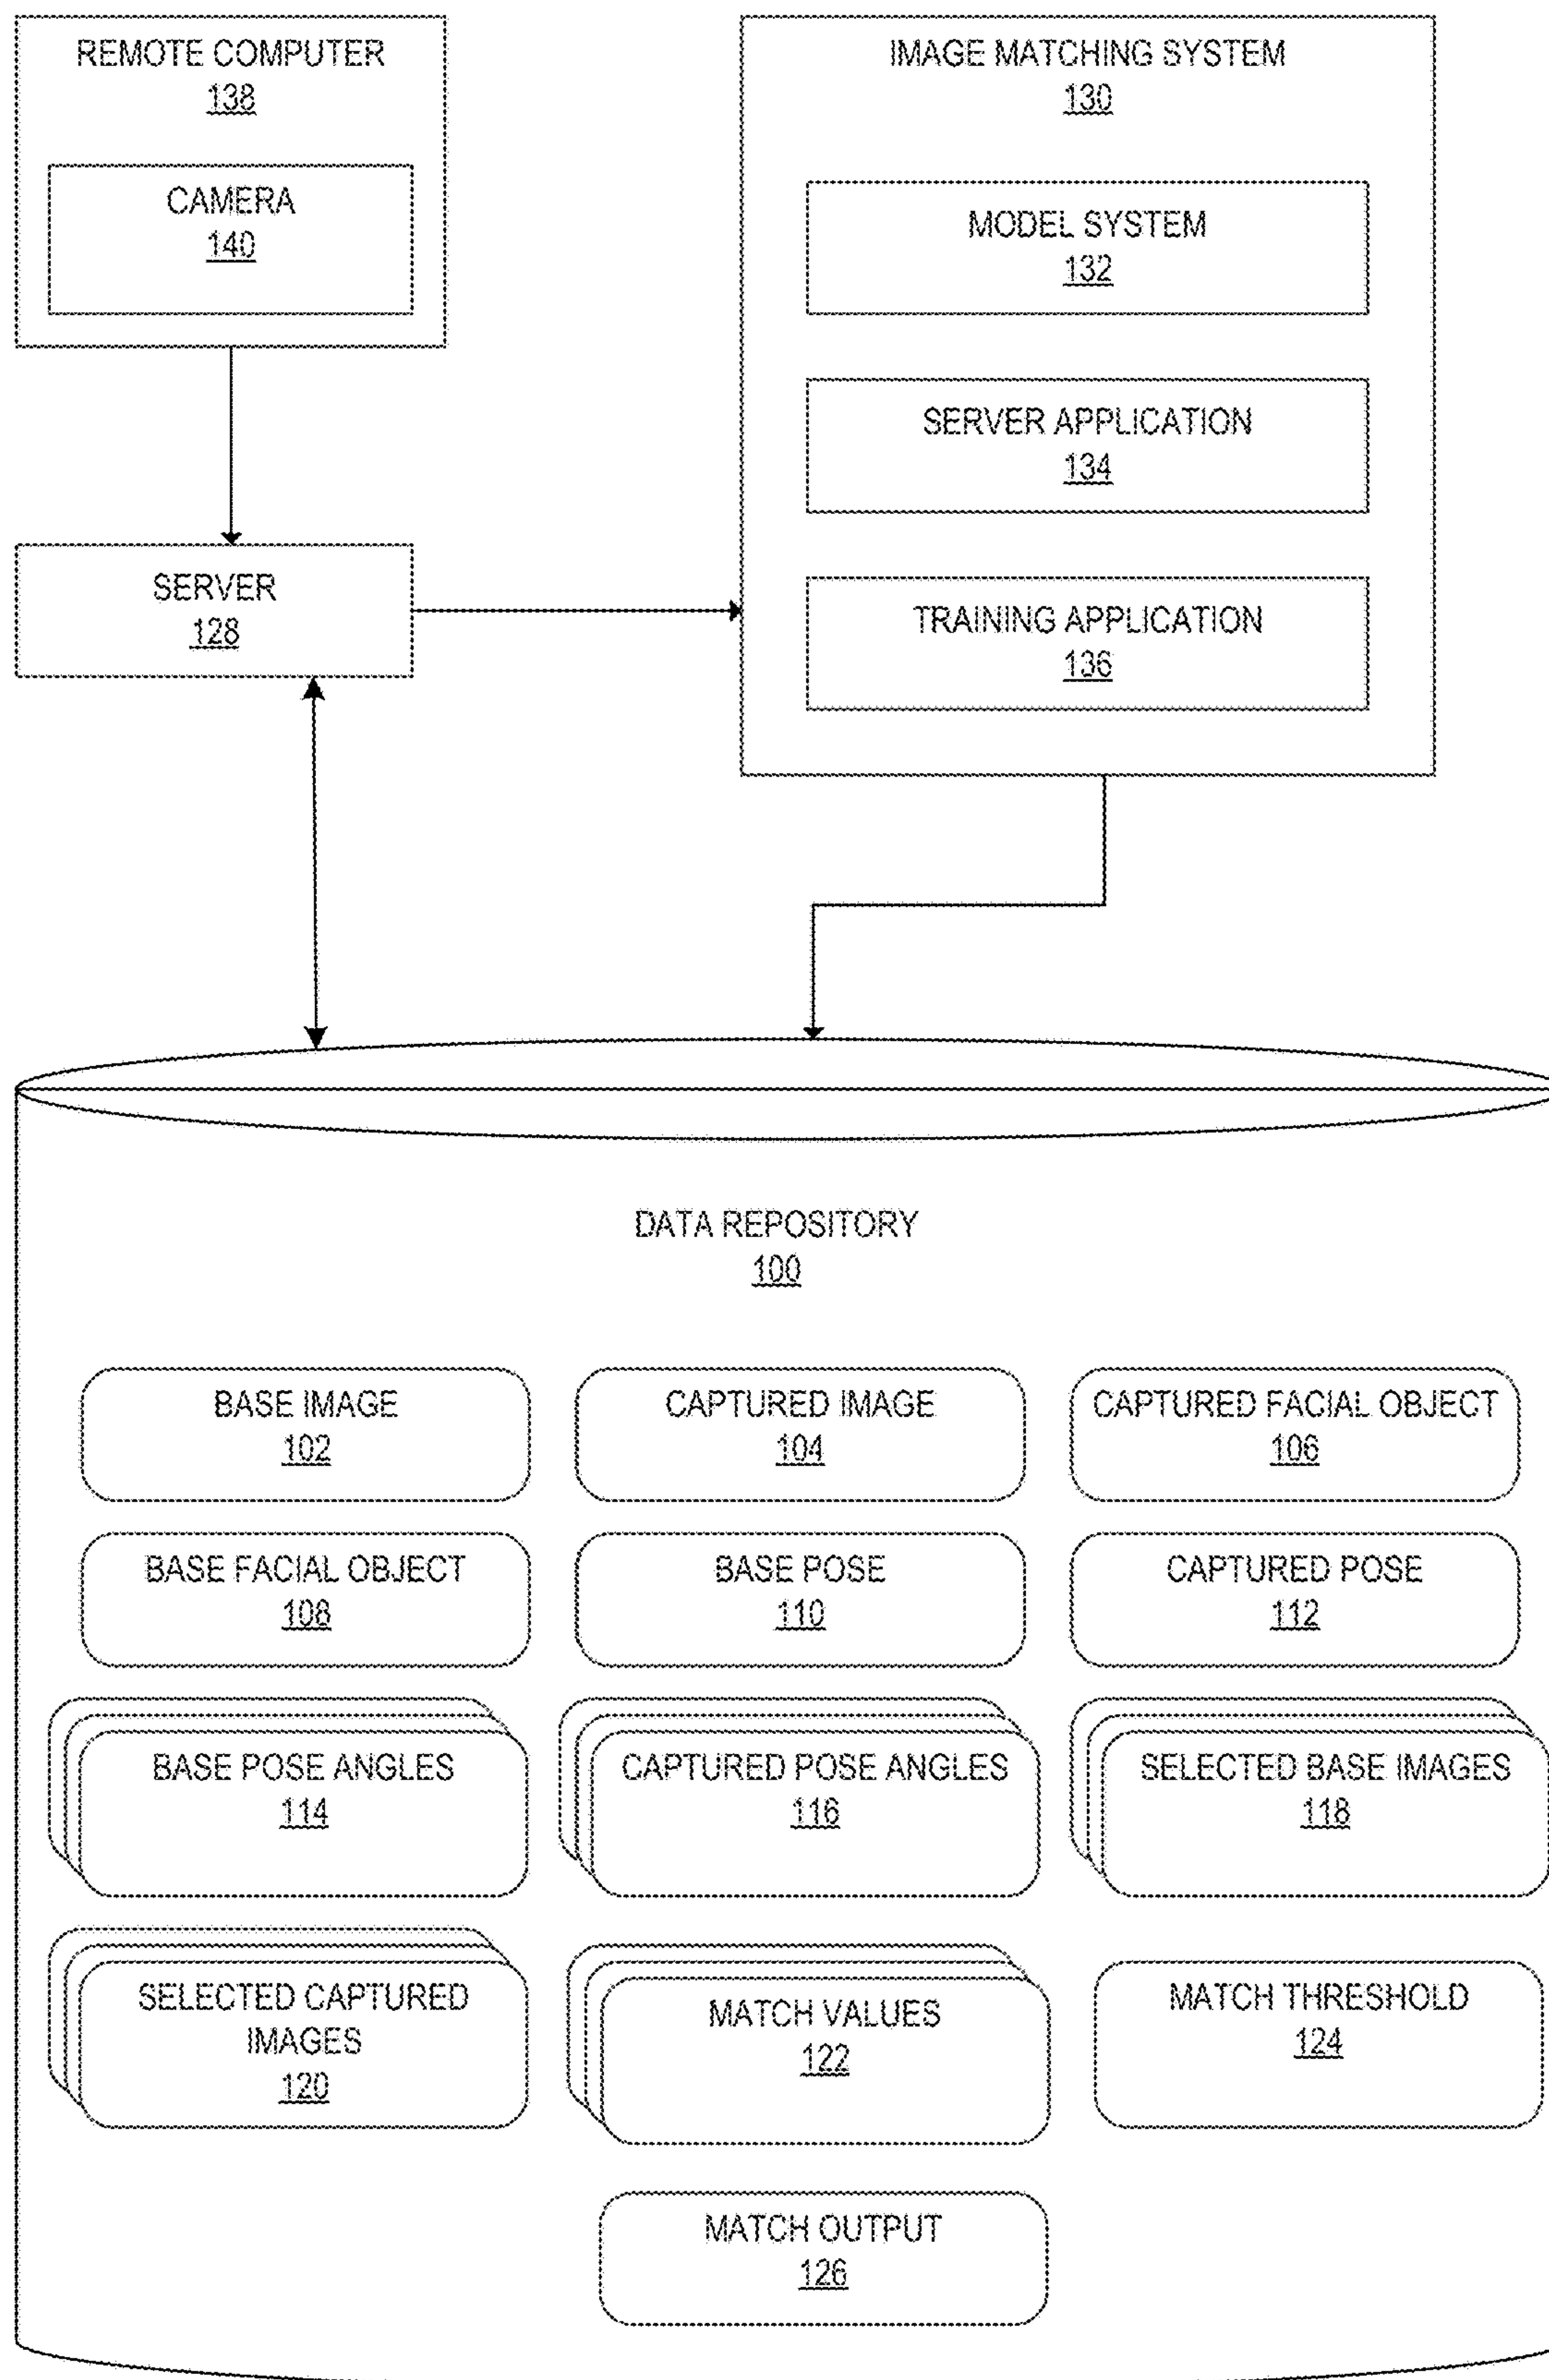 REMOTE COMPUTER
138
CAMERA
140
IMAGE MATCHING SYSTEM
130
MODEL SYSTEM
132
SERVER APPLICATION
134
TRAINING APPLICATION
136
SERVER
128
DATA REPOSITORY
100
BASE IMAGE
102
CAPTURED IMAGE
104
CAPTURED FACIAL OBJECT
106
BASE FACIAL OBJECT
108
BASE POSE
110
CAPTURED POSE
112
BASE POSE ANGLES
114
CAPTURED POSE ANGLES
116
SELECTED BASE IMAGES
118
SELECTED CAPTURED
IMAGES
120
MATCH VALUES
122
MATCH THRESHOLD
124
MATCH OUTPUT
126